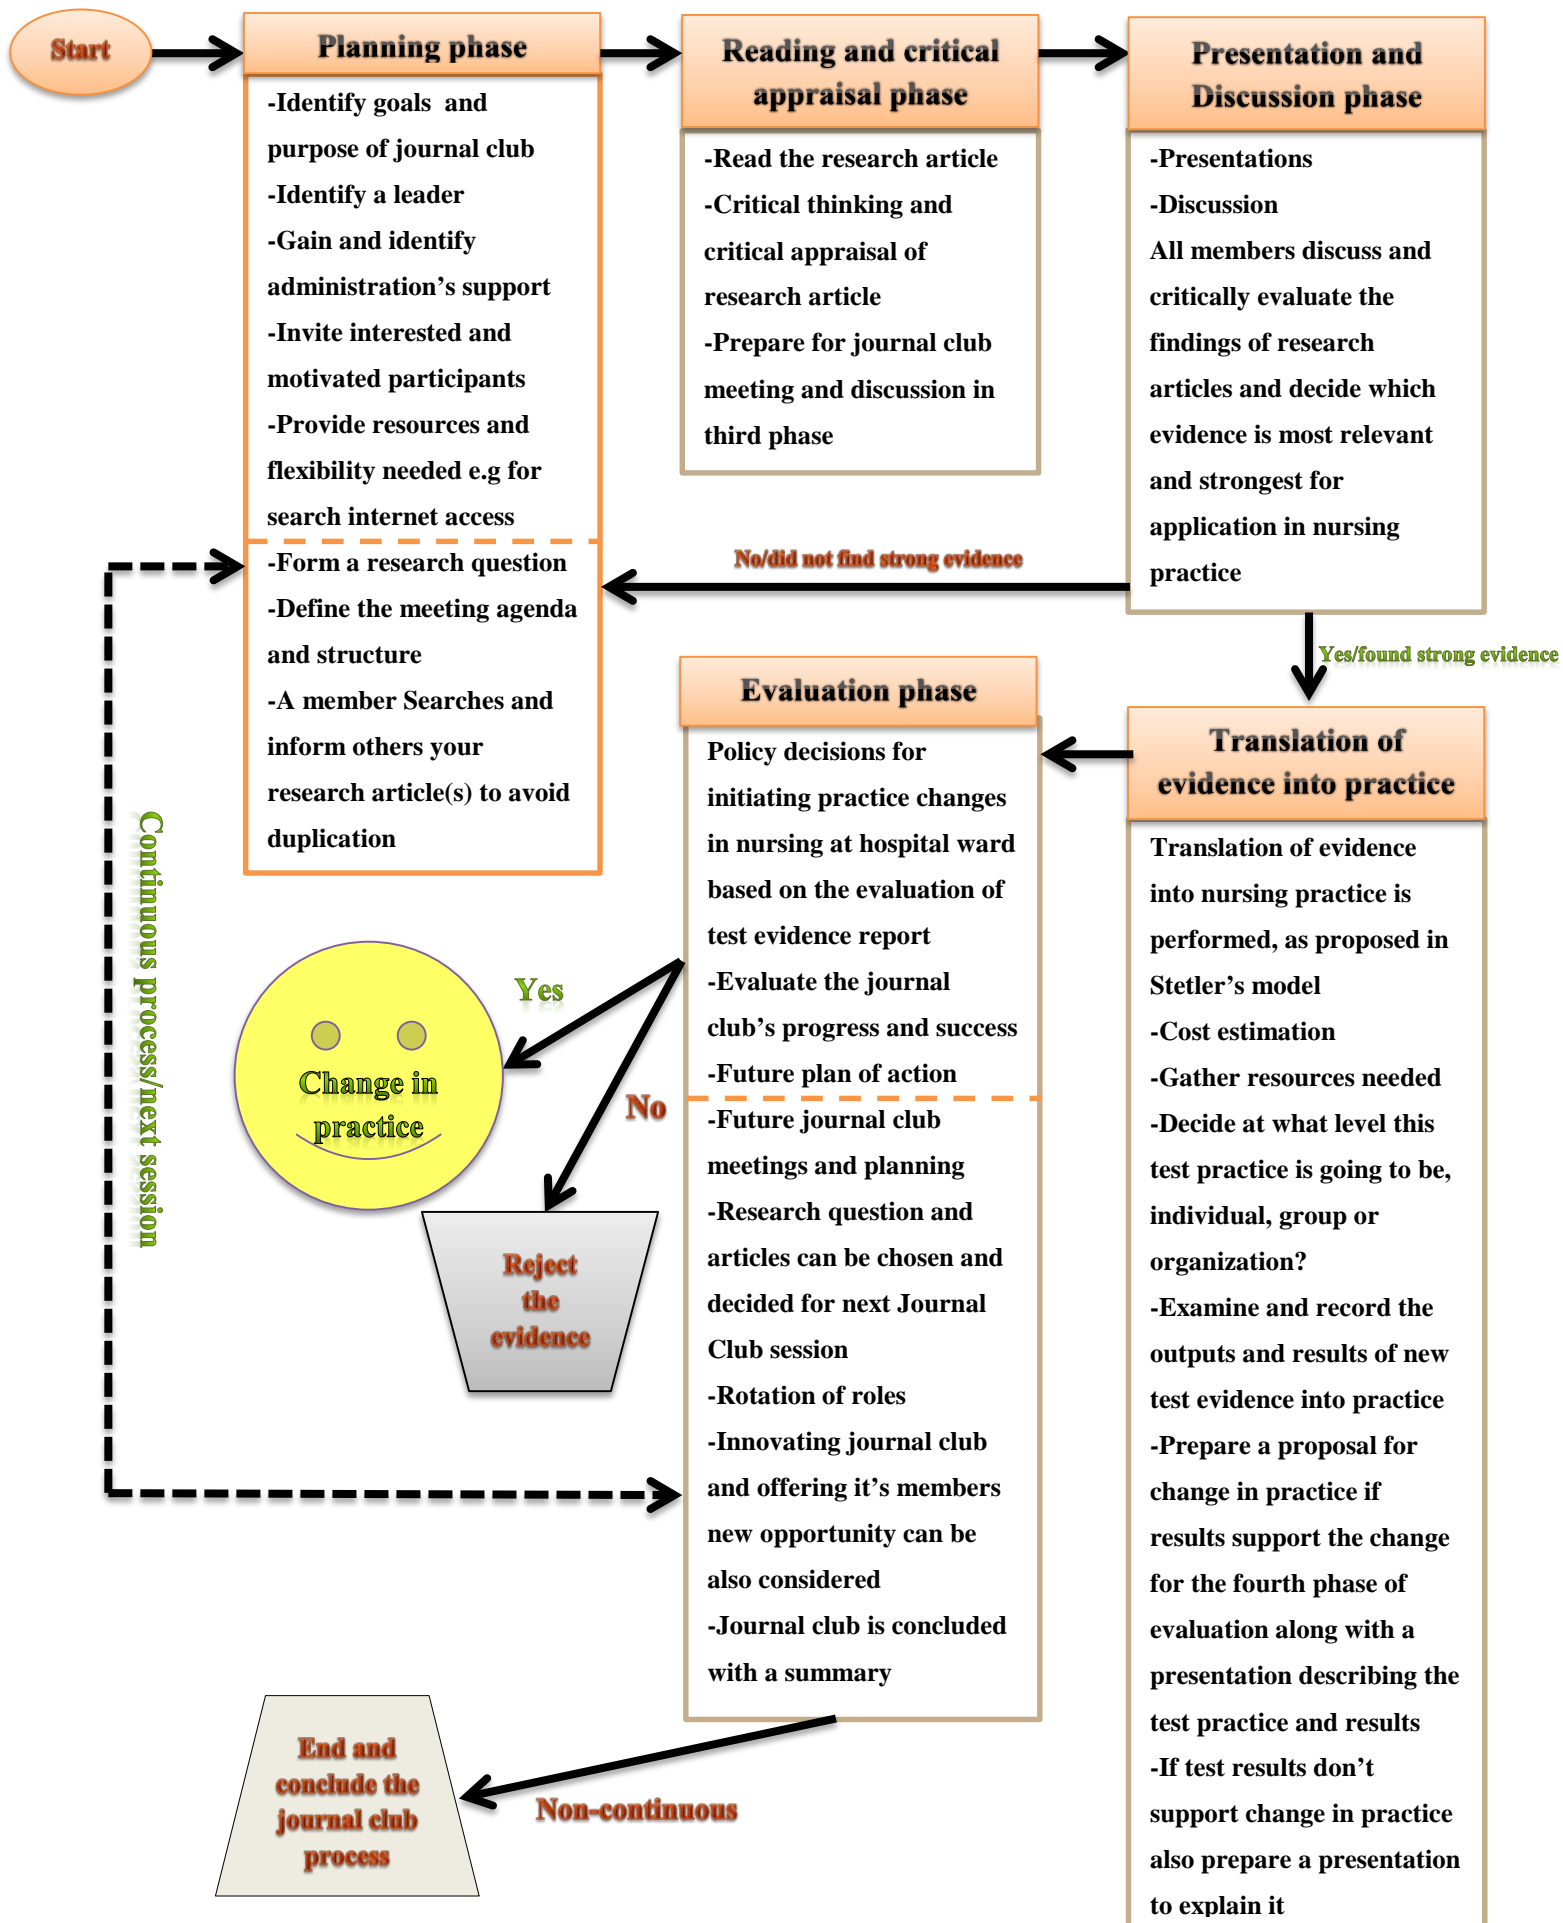 Start
Planning phase
-Identify goals and
purpose of journal club
-Identify a leader
-Gain and identify
administration’s support
-Invite interested and
motivated participants
-Provide resources and
flexibility needed e.g for
search internet access
-Form a research question
-Define the meeting agenda
and structure
-A member Searches and
inform others your
research article(s) to avoid
duplication
Reading and critical
appraisal phase
-Read the research article
-Critical thinking and
critical appraisal of
research article
-Prepare for journal club
meeting and discussion in
third phase
Presentation and
Discussion phase
-Presentations
-Discussion
All members discuss and
critically evaluate the
findings of research
articles and decide which
evidence is most relevant
and strongest for
application in nursing
practice
No/did not find strong evidence
Yes/found strong evidence
Translation of
evidence into practice
Translation of evidence
into nursing practice is
performed, as proposed in
Stetler’s model
-Cost estimation
-Gather resources needed
-Decide at what level this
test practice is going to be,
individual, group or
organization?
-Examine and record the
outputs and results of new
test evidence into practice
-Prepare a proposal for
change in practice if
results support the change
for the fourth phase of
evaluation along with a
presentation describing the
test practice and results
-If test results don’t
support change in practice
also prepare a presentation
to explain it
Evaluation phase
Policy decisions for
initiating practice changes
in nursing at hospital ward
based on the evaluation of
test evidence report
-Evaluate the journal
club’s progress and success
-Future plan of action
-Future journal club
meetings and planning
-Research question and
articles can be chosen and
decided for next Journal
Club session
-Rotation of roles
-Innovating journal club
and offering it’s members
new opportunity can be
also considered
-Journal club is concluded
with a summary
Yes
Change in
practice
No
Reject
the
evidence
Continuous process/next session
Non-continuous
End and
conclude the
journal club
process